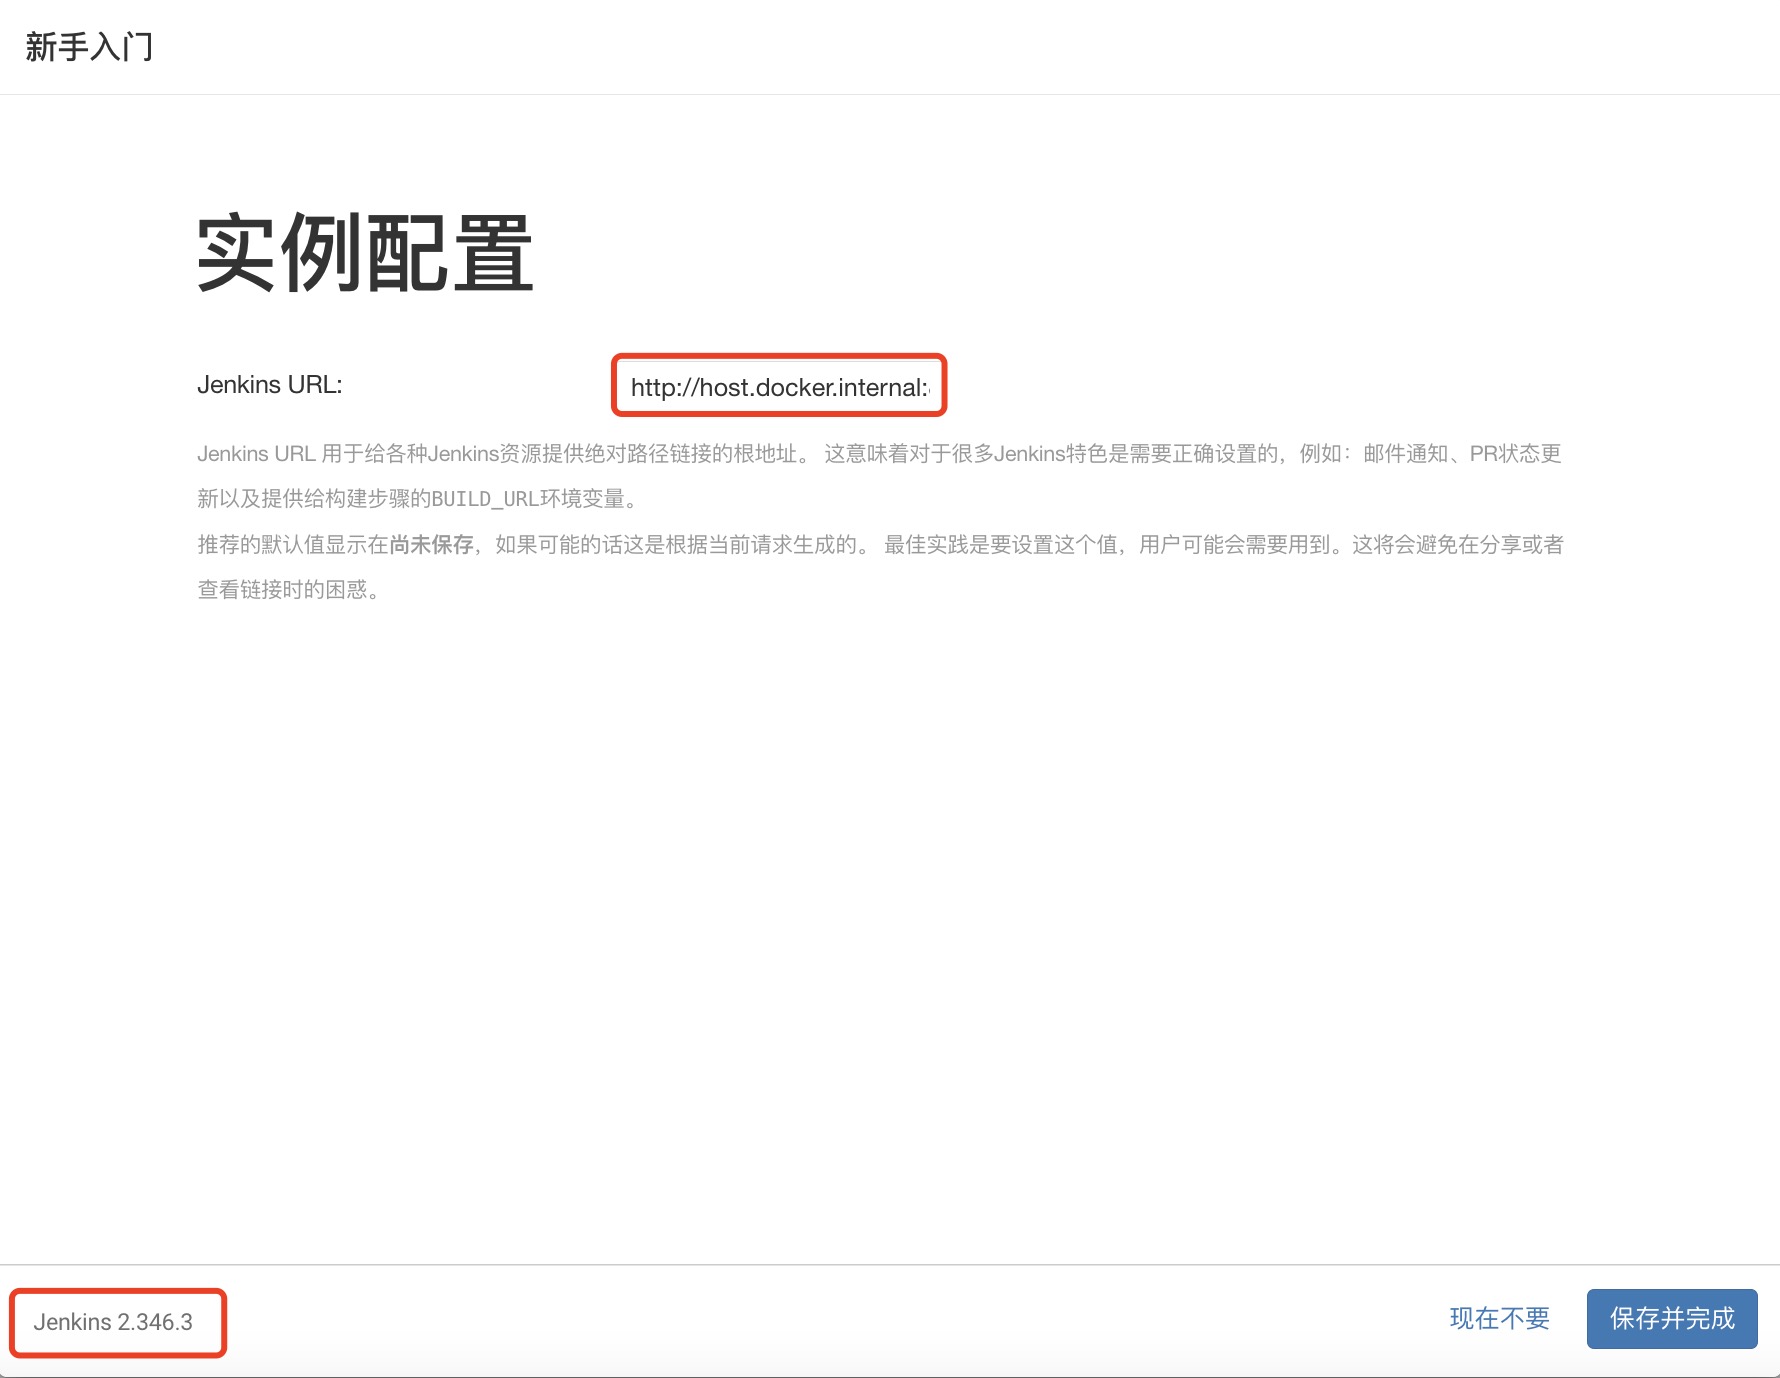 新手入门
实例配置
Jenkins URL:
http://host.docker.internal:
Jenkins URL 用于给各种Jenkins资源提供绝对路径链接的根地址。 这意味着对于很多Jenkins特色是需要正确设置的，例如：邮件通知、PR状态更
新以及提供给构建步骤的BUILD_URL环境变量。
推荐的默认值显示在尚未保存，如果可能的话这是根据当前请求生成的。 最佳实践是要设置这个值，用户可能会需要用到。这将会避免在分享或者
查看链接时的困惑。
Jenkins 2.346.3
现在不要
保存并完成